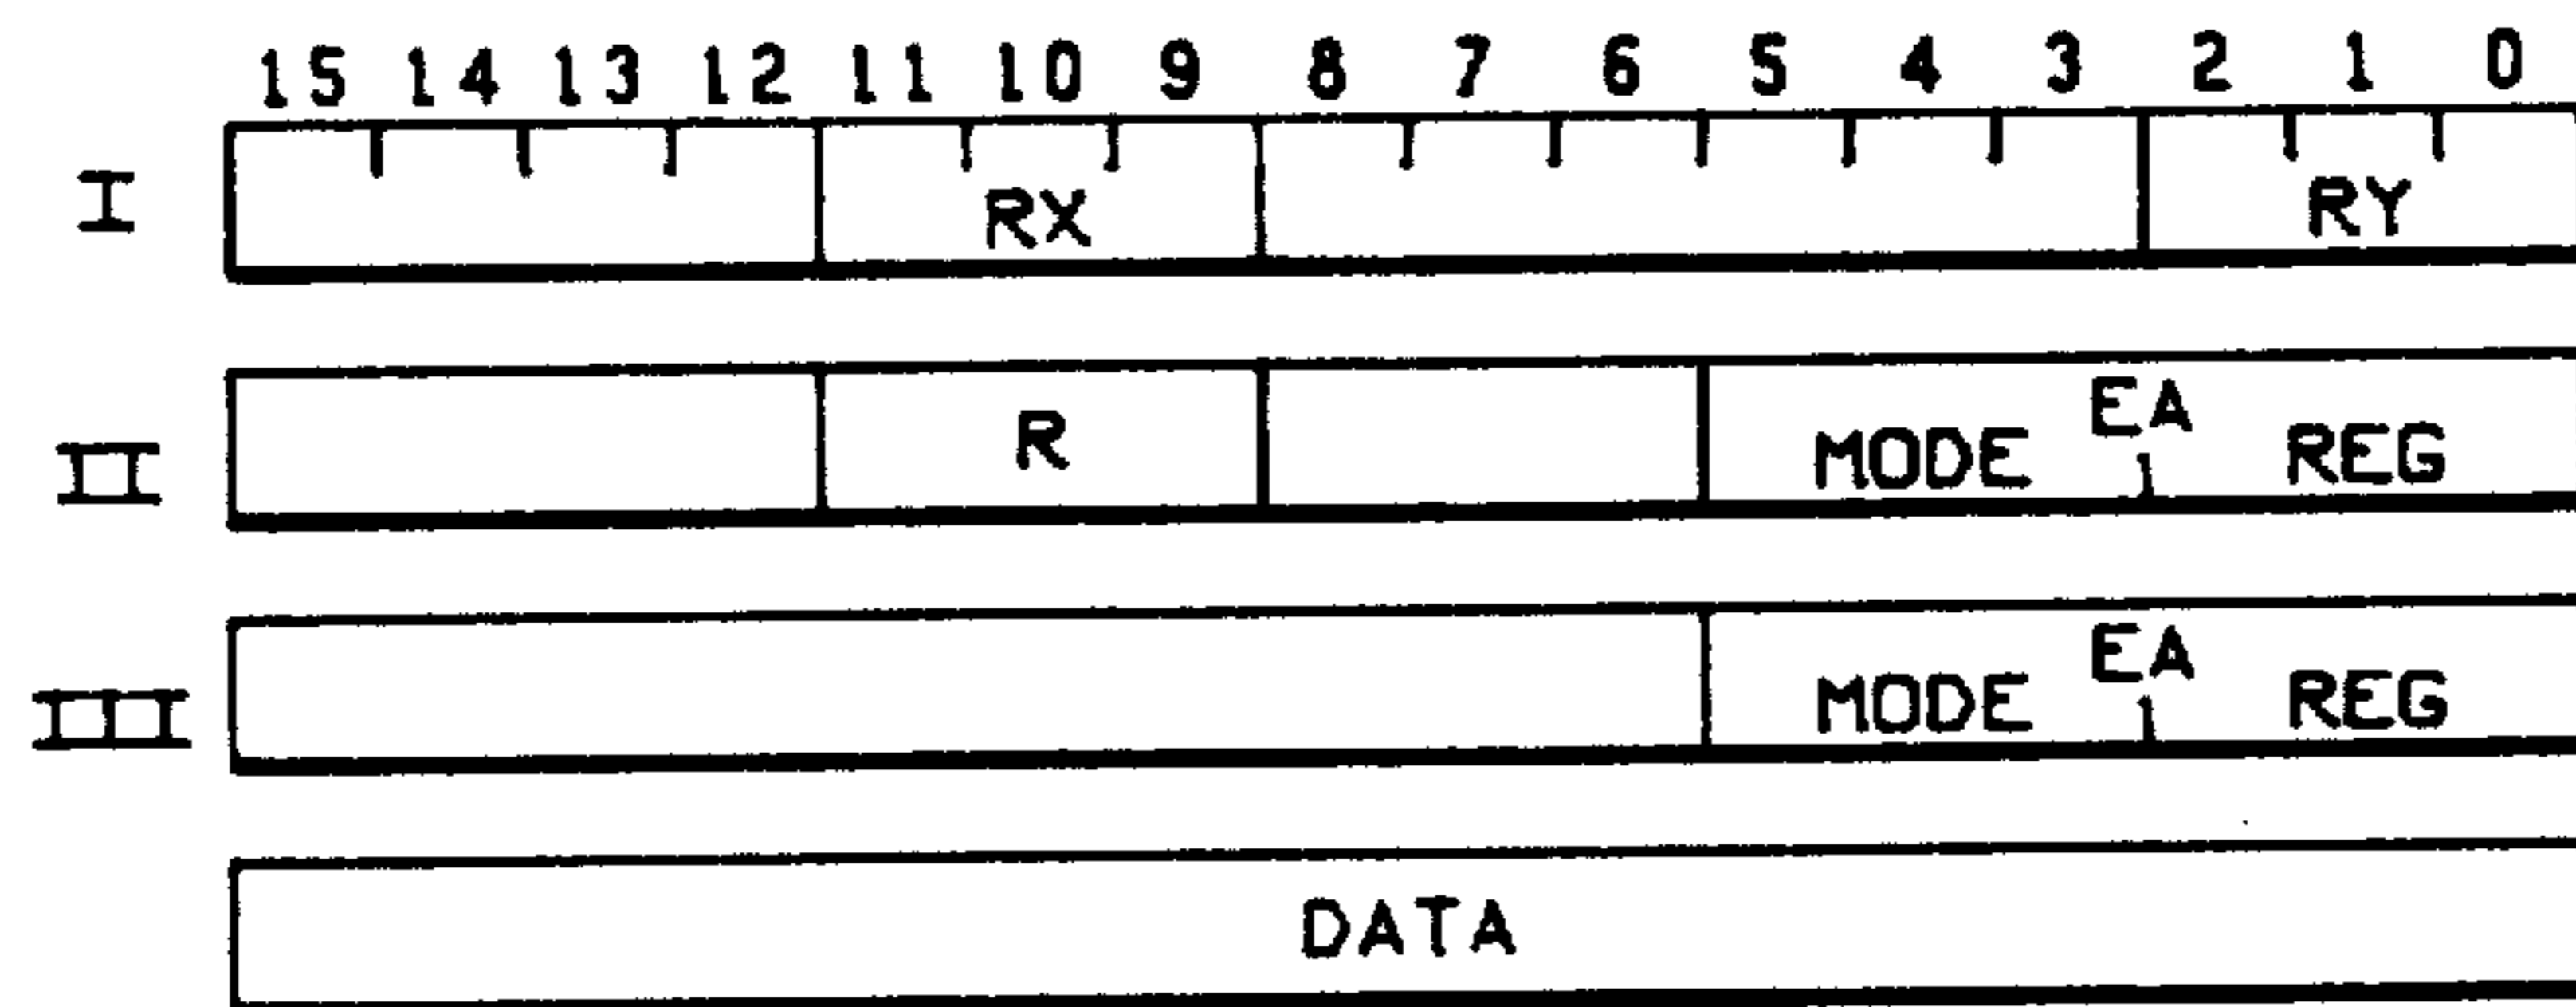 15 14 13 12 11 10 9 8 7 6 5 4 3 2 1 0
I RX RY
II R MODE EA REG
III MODE EA REG
DATA